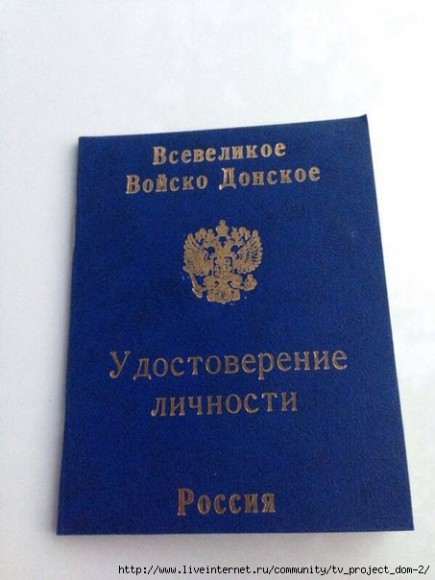 Всевеликое
Войско Донское
Удостоверение
личности
Россия
http://www.liveinternet.ru/community/tv_project_dom-2/